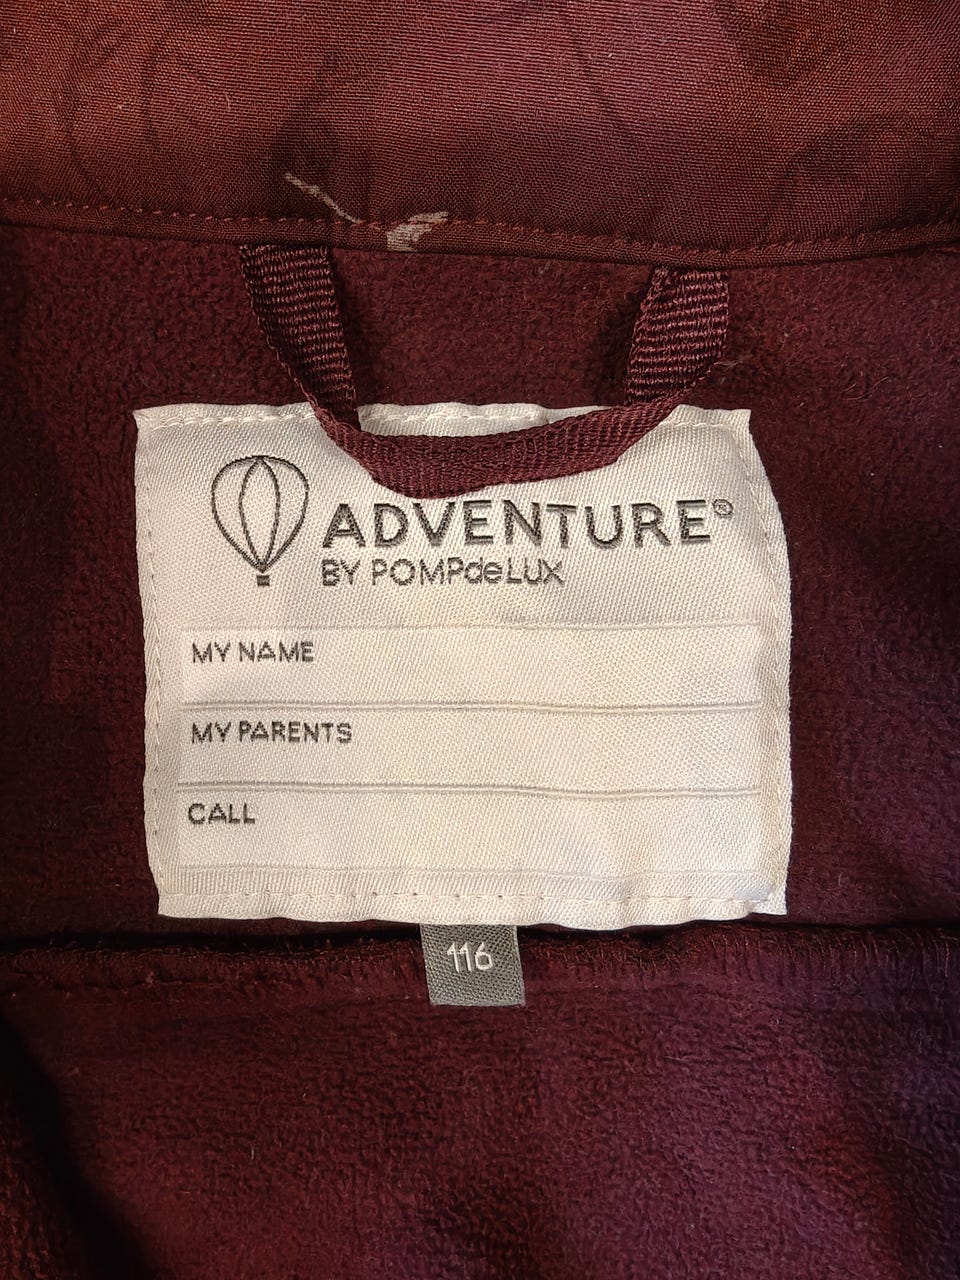 ADVENTURE®
BY POMPdeLUX
MY NAME
MY PARENTS
CALL
116